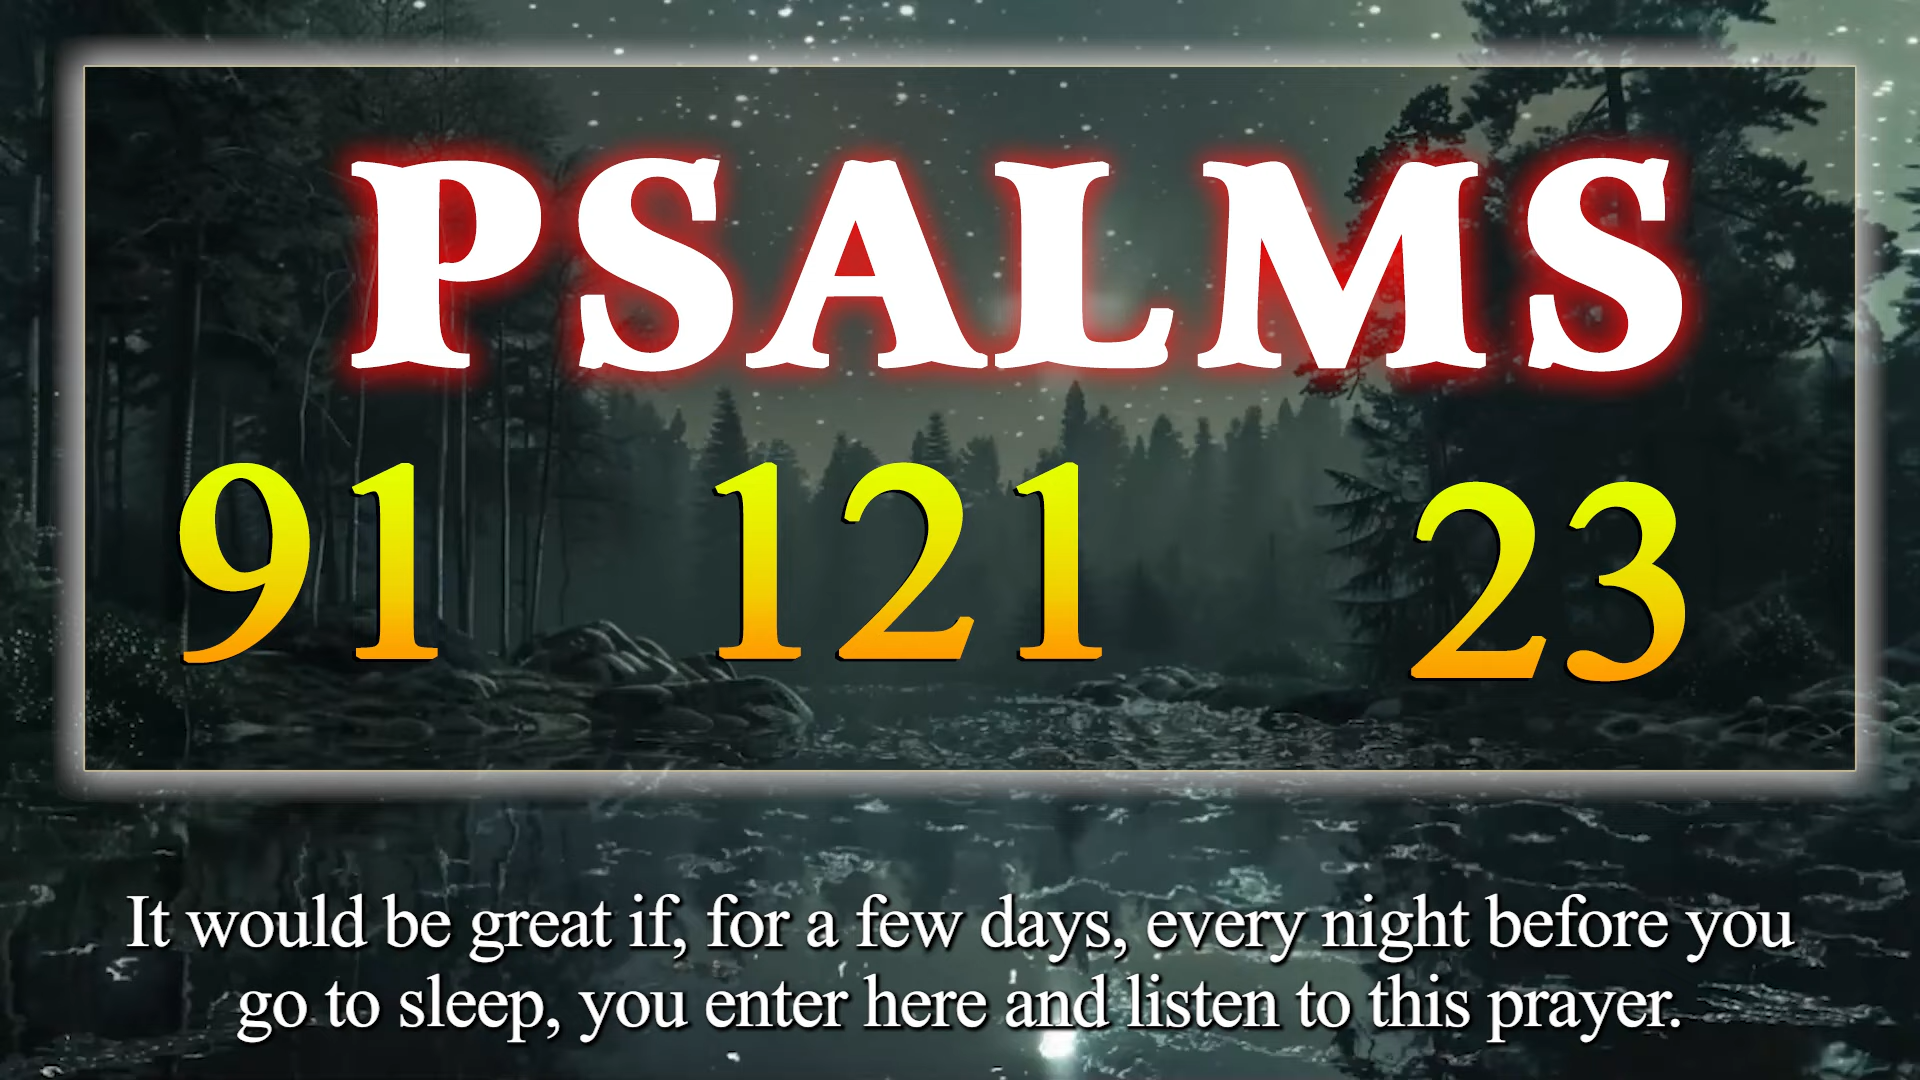 PSALMS
91 121 23
It would be great if, for a few days, every night before you
go to sleep, you enter here and listen to this prayer.